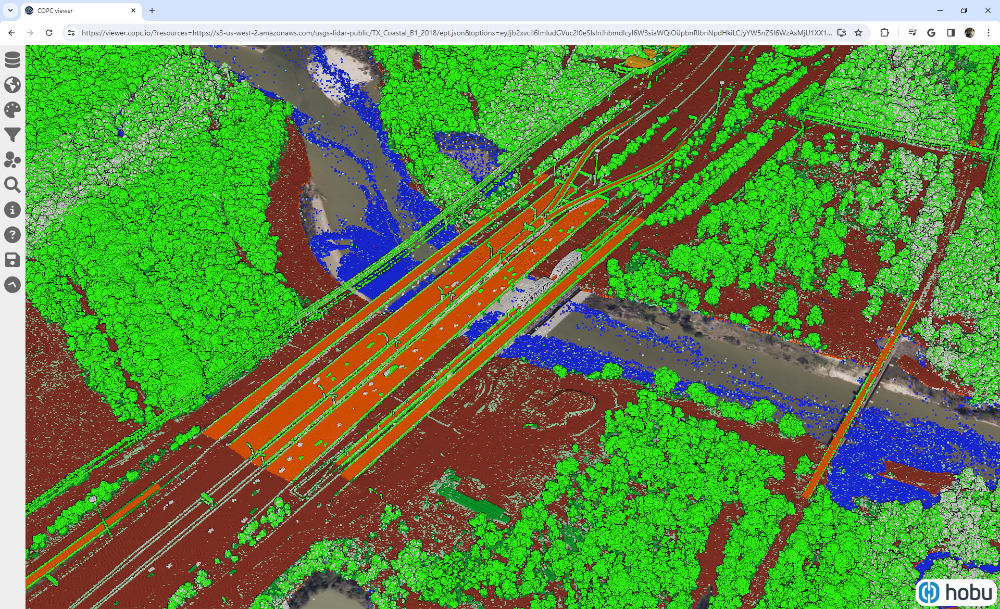 COPC viewer
https://viewer.copc.io/?resources=https://s3-us-west-2.amazonaws.com/usgs-lidar-public/TX_Coastal_B1_2018/ept.json&options=eyJjb2xvciI6ImludGVuc2l0eSIsInJhbmdlcyI6W3siaWQiOiJpbnRlbnNpdHkiLCJyYW5nZSI6WzAsMjU1XX1...
hobu